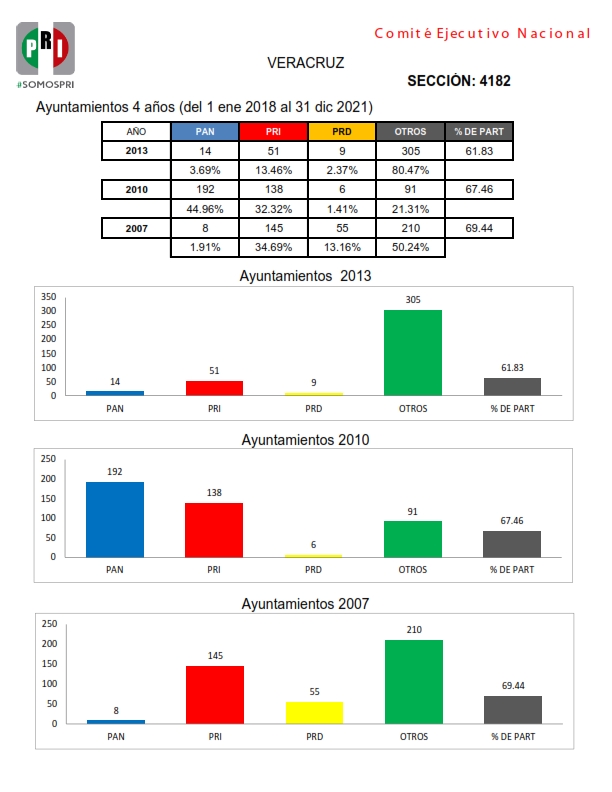 Comité Ejecutivo Nacional
PRI
#SOMOSPRI
VERACRUZ
SECCIÓN: 4182
Ayuntamientos 4 años (del 1 ene 2018 al 31 dic 2021)
AÑO PAN PRI PRD OTROS % DE PART
2013 14 51 9 305 61.83
3.69% 13.46% 2.37% 80.47%
2010 192 138 6 91 67.46
44.96% 32.32% 1.41% 21.31%
2007 8 145 55 210 69.44
1.91% 34.69% 13.16% 50.24%
Ayuntamientos 2013
350
300
250
200
150
100
50
0
14 51 9 305 61.83
PAN PRI PRD OTROS % DE PART
Ayuntamientos 2010
250
200
150
100
50
0
192 138 6 91 67.46
PAN PRI PRD OTROS % DE PART
Ayuntamientos 2007
250
200
150
100
50
0
8 145 55 210 69.44
PAN PRI PRD OTROS % DE PART